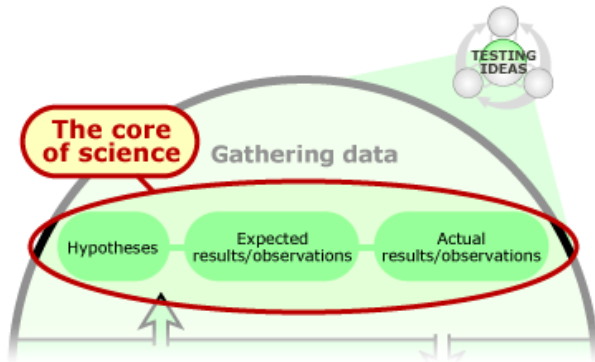 TESTING
IDEAS
The core
of science
Gathering data
Hypotheses
Expected
results/observations
Actual
results/observations